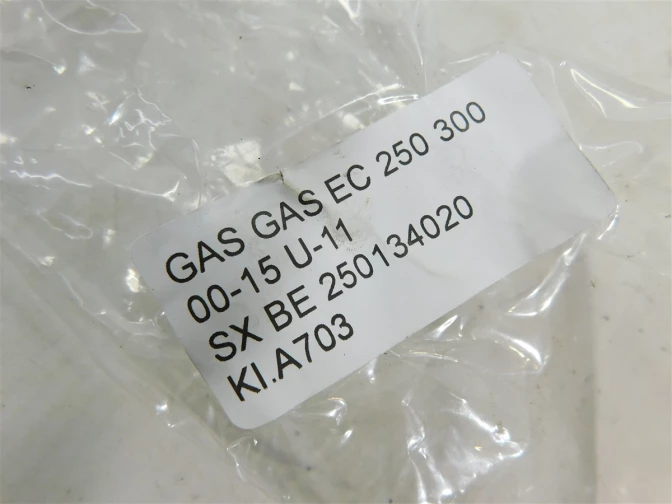 GAS GAS EC 250 300
00-15 U-11
SX BE 250134020
KI.A703